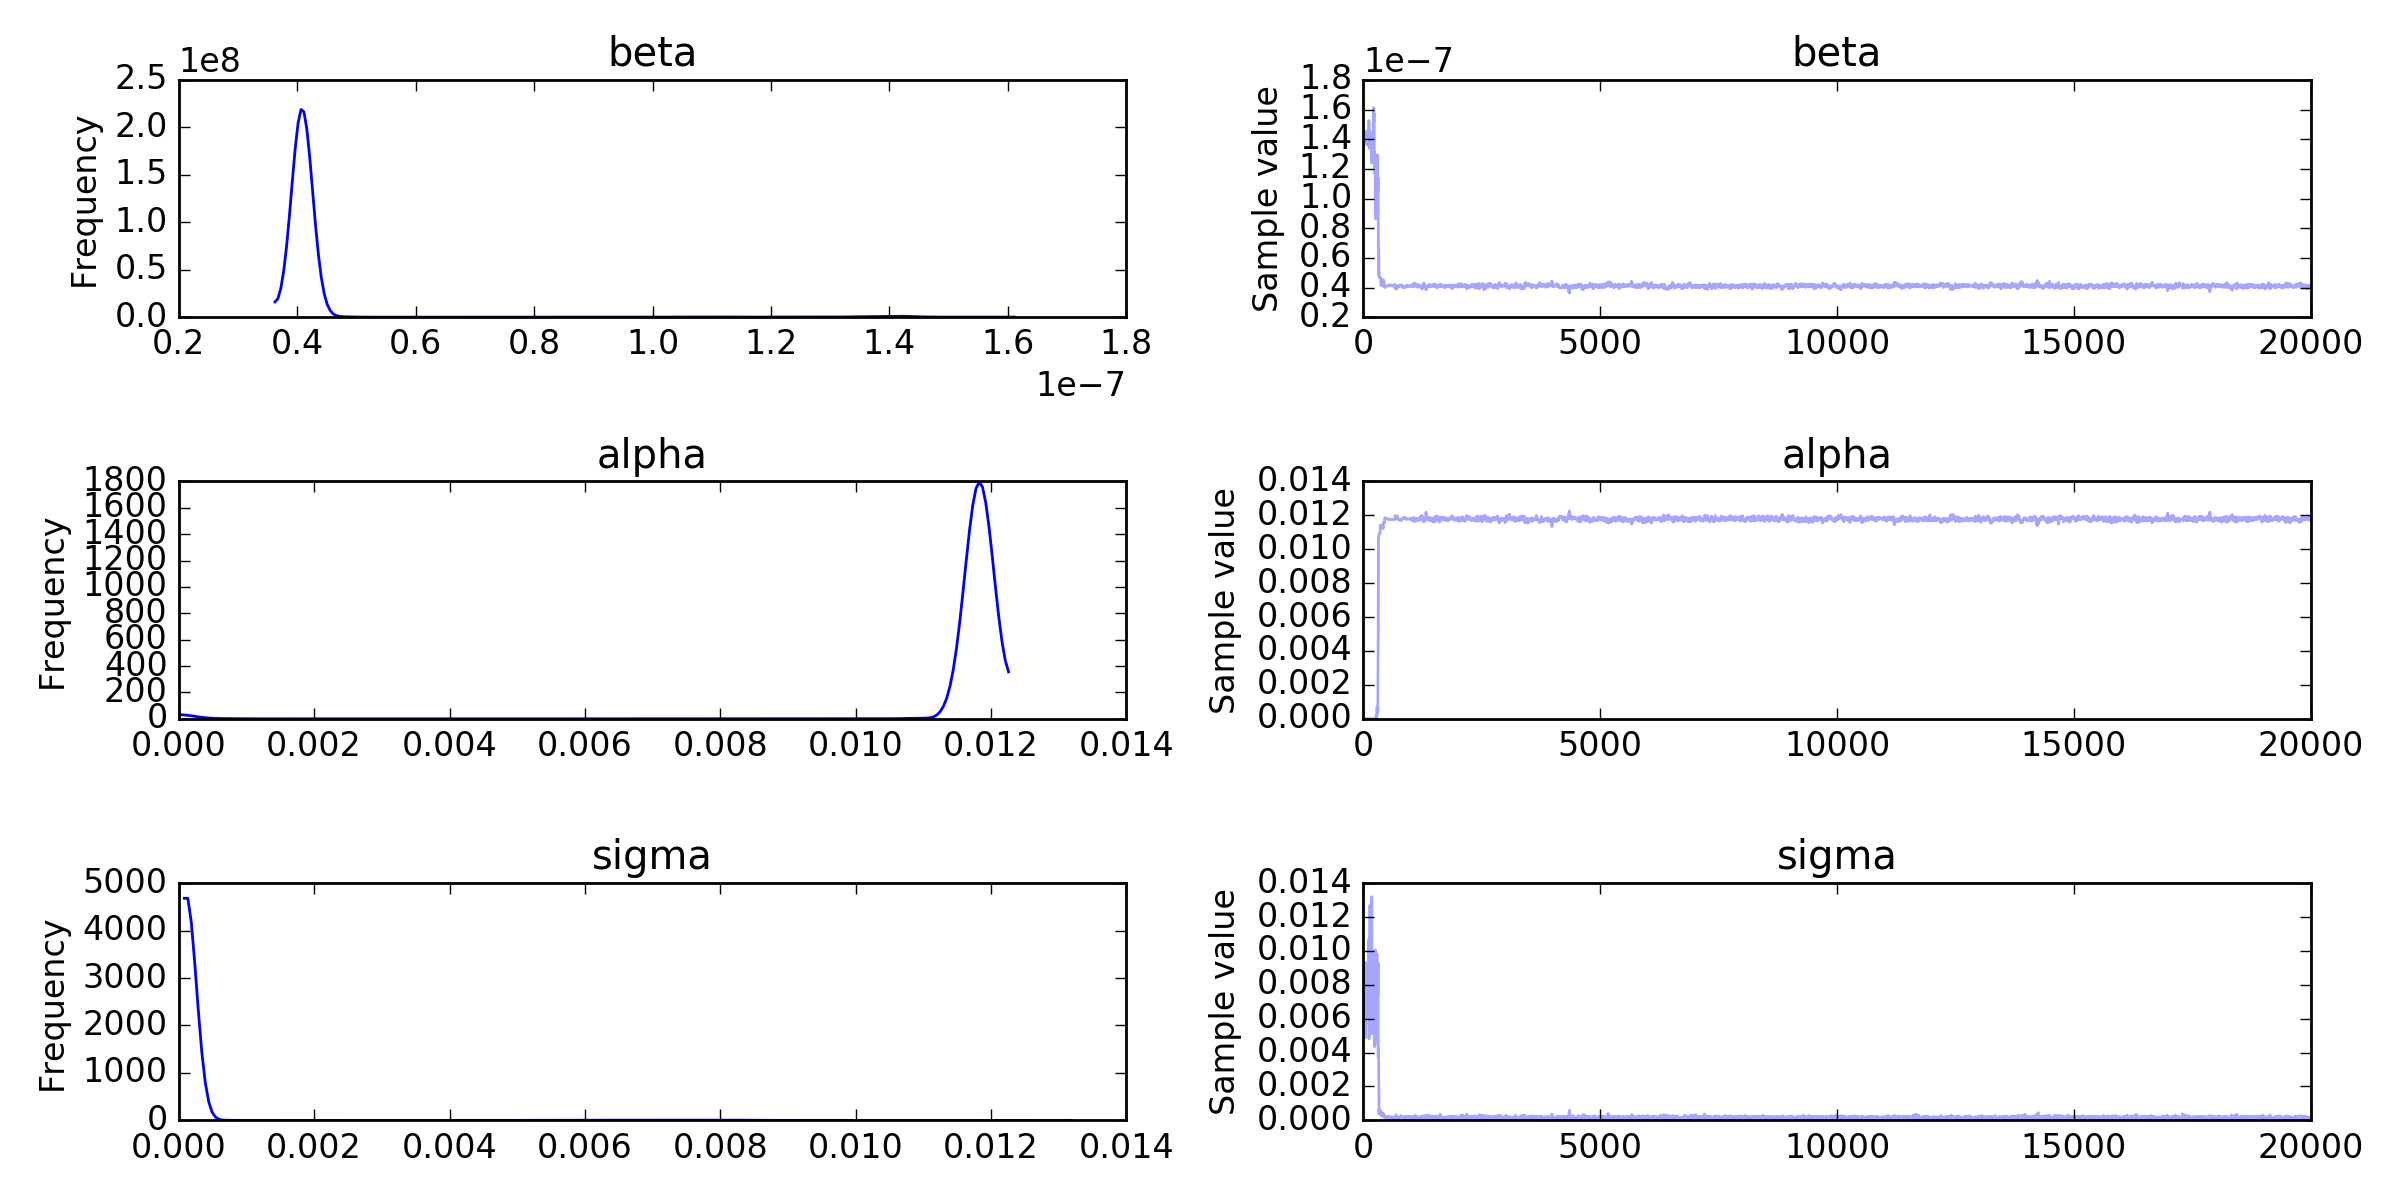 beta
1e8
2.5
2.0
1.5
1.0
0.5
0.0
Frequency
0.2 0.4 0.6 0.8 1.0 1.2 1.4 1.6 1.8
1e−7
beta
1e−7
1.8
1.6
1.4
1.2
1.0
0.8
0.6
0.4
0.2
Sample value
0 5000 10000 15000 20000
alpha
1800
1600
1400
1200
1000
800
600
400
200
0
Frequency
0.000 0.002 0.004 0.006 0.008 0.010 0.012 0.014
alpha
0.014
0.012
0.010
0.008
0.006
0.004
0.002
0.000
Sample value
0 5000 10000 15000 20000
sigma
5000
4000
3000
2000
1000
0
Frequency
0.000 0.002 0.004 0.006 0.008 0.010 0.012 0.014
sigma
0.014
0.012
0.010
0.008
0.006
0.004
0.002
0.000
Sample value
0 5000 10000 15000 20000